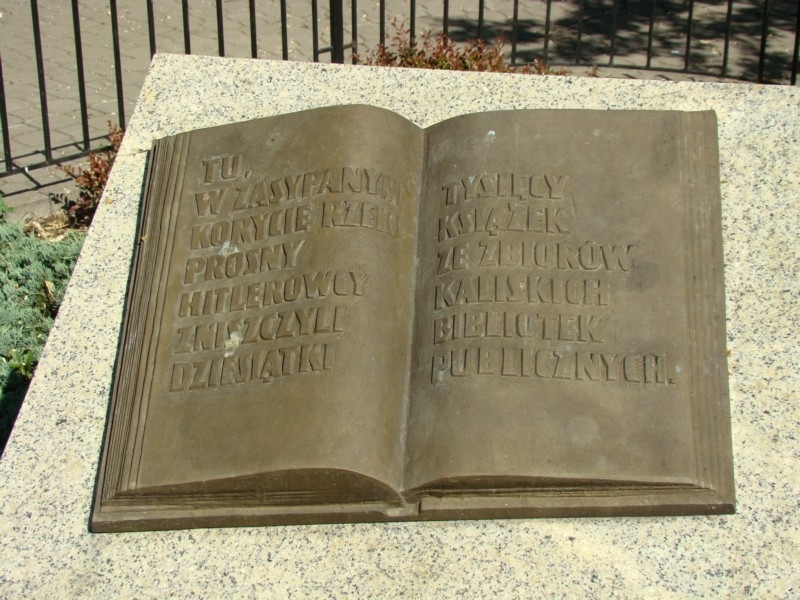 TU,
W ZASYPANYM
KORYCIE RZEKI
PROSNY
HITLEROWCY
ZNISZCZYLI
DZIESIĄTKI
TYSIĘCY
KSIĄŻEK
ZE ZBIORÓW
KALISKICH
BIBLIOTEK
PUBLICZNYCH.